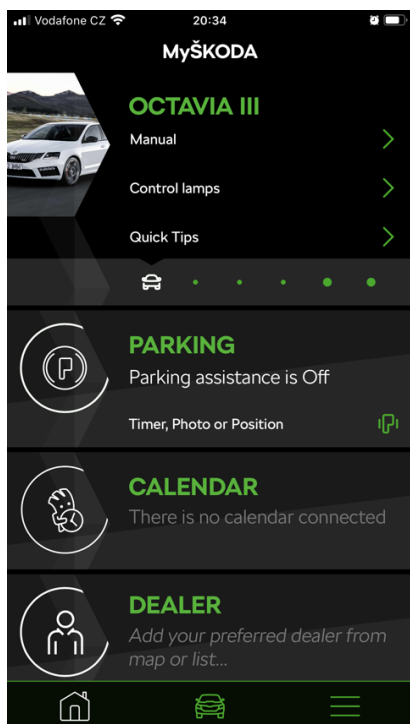 Vodafone CZ
20:34
MyŠKODA
OCTAVIA III
Manual
Control lamps
Quick Tips
PARKING
Parking assistance is Off
Timer, Photo or Position
CALENDAR
There is no calendar connected
DEALER
Add your preferred dealer from
map or list...